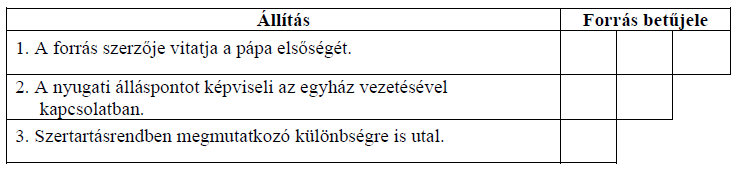 Állítás Forrás betűjele
1. A forrás szerzője vitatja a pápa elsőségét.
2. A nyugati álláspontot képviseli az egyház vezetésével
kapcsolatban.
3. Szertartásrendben megmutatkozó különbségre is utal.